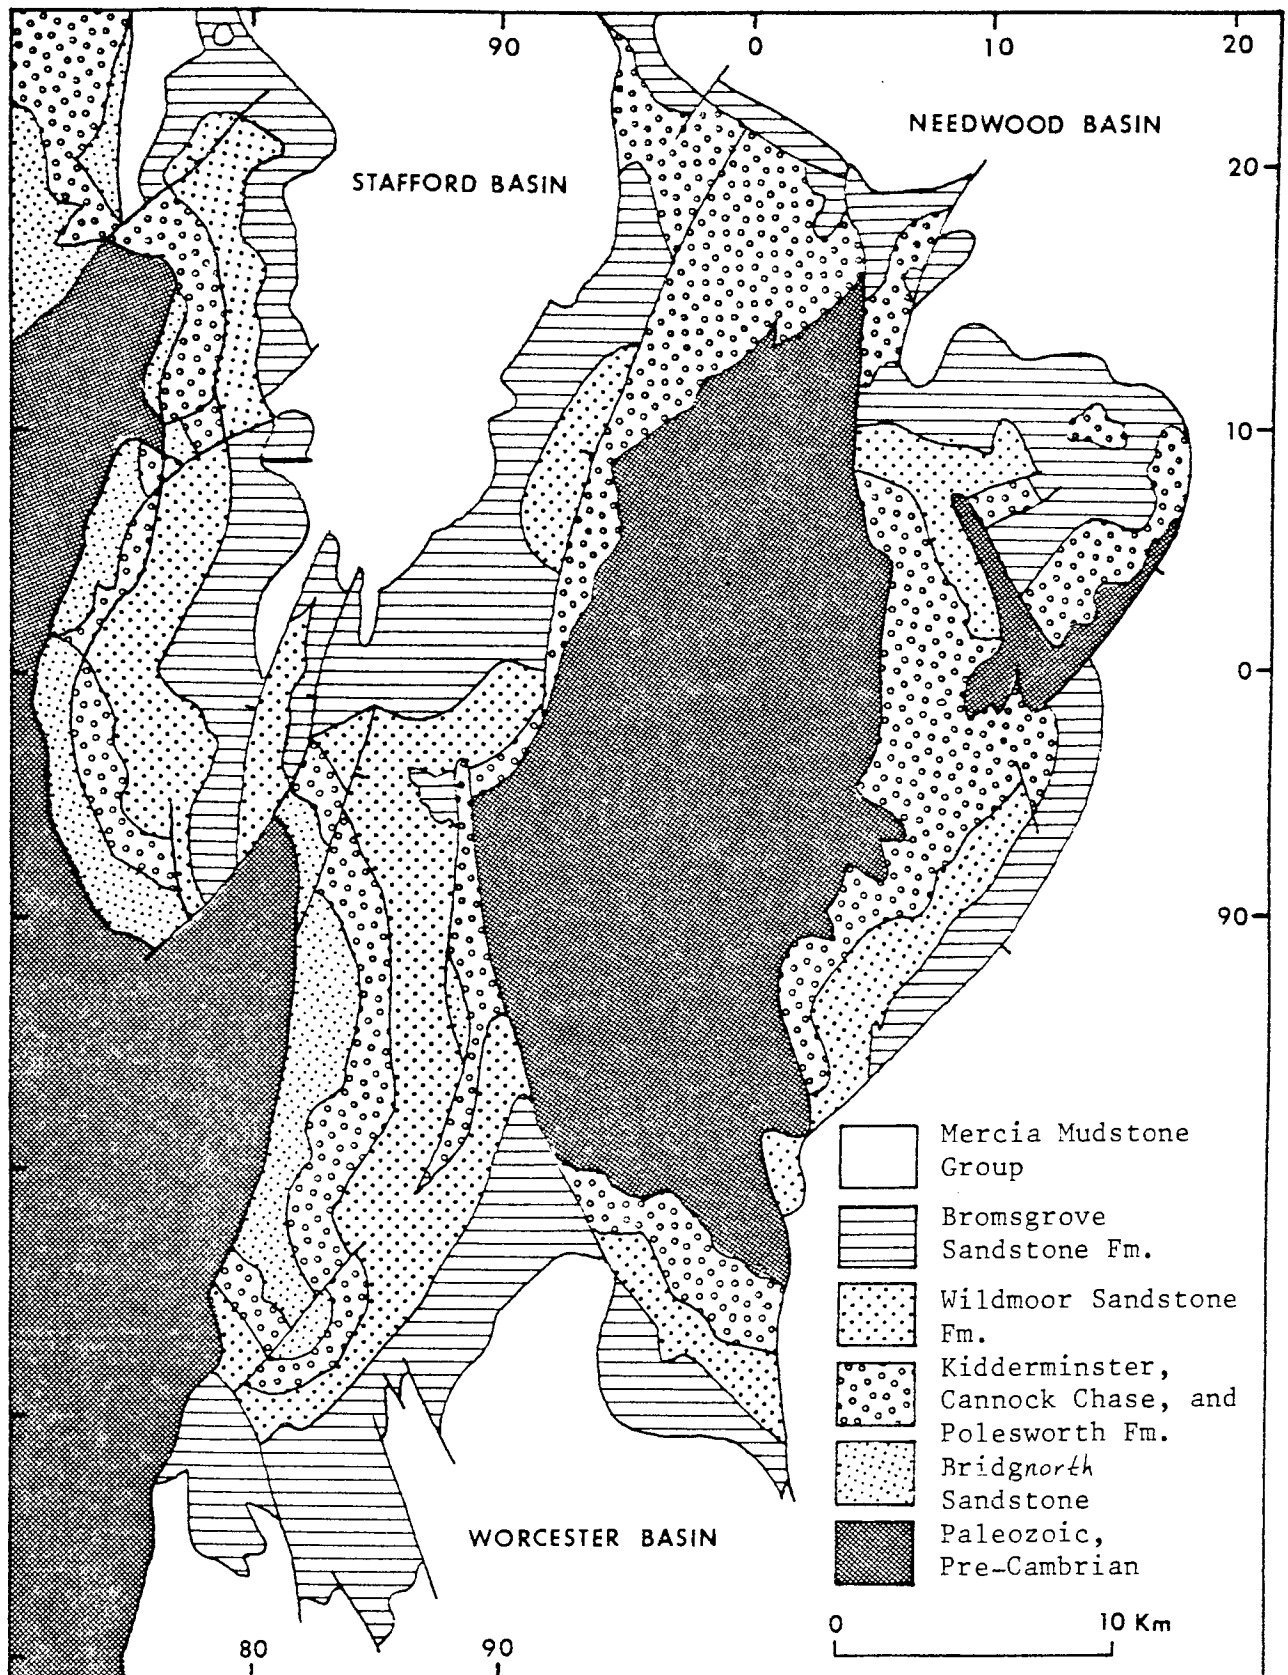 90
0
10
20
NEEDWOOD BASIN
STAFFORD BASIN
20
10
0
90
Mercia Mudstone
Group
Bromsgrove
Sandstone Fm.
Wildmoor Sandstone
Fm.
Kidderminster,
Cannock Chase, and
Polesworth Fm.
Bridgnorth
Sandstone
Paleozoic,
Pre-Cambrian
WORCESTER BASIN
0
10 Km
80
90